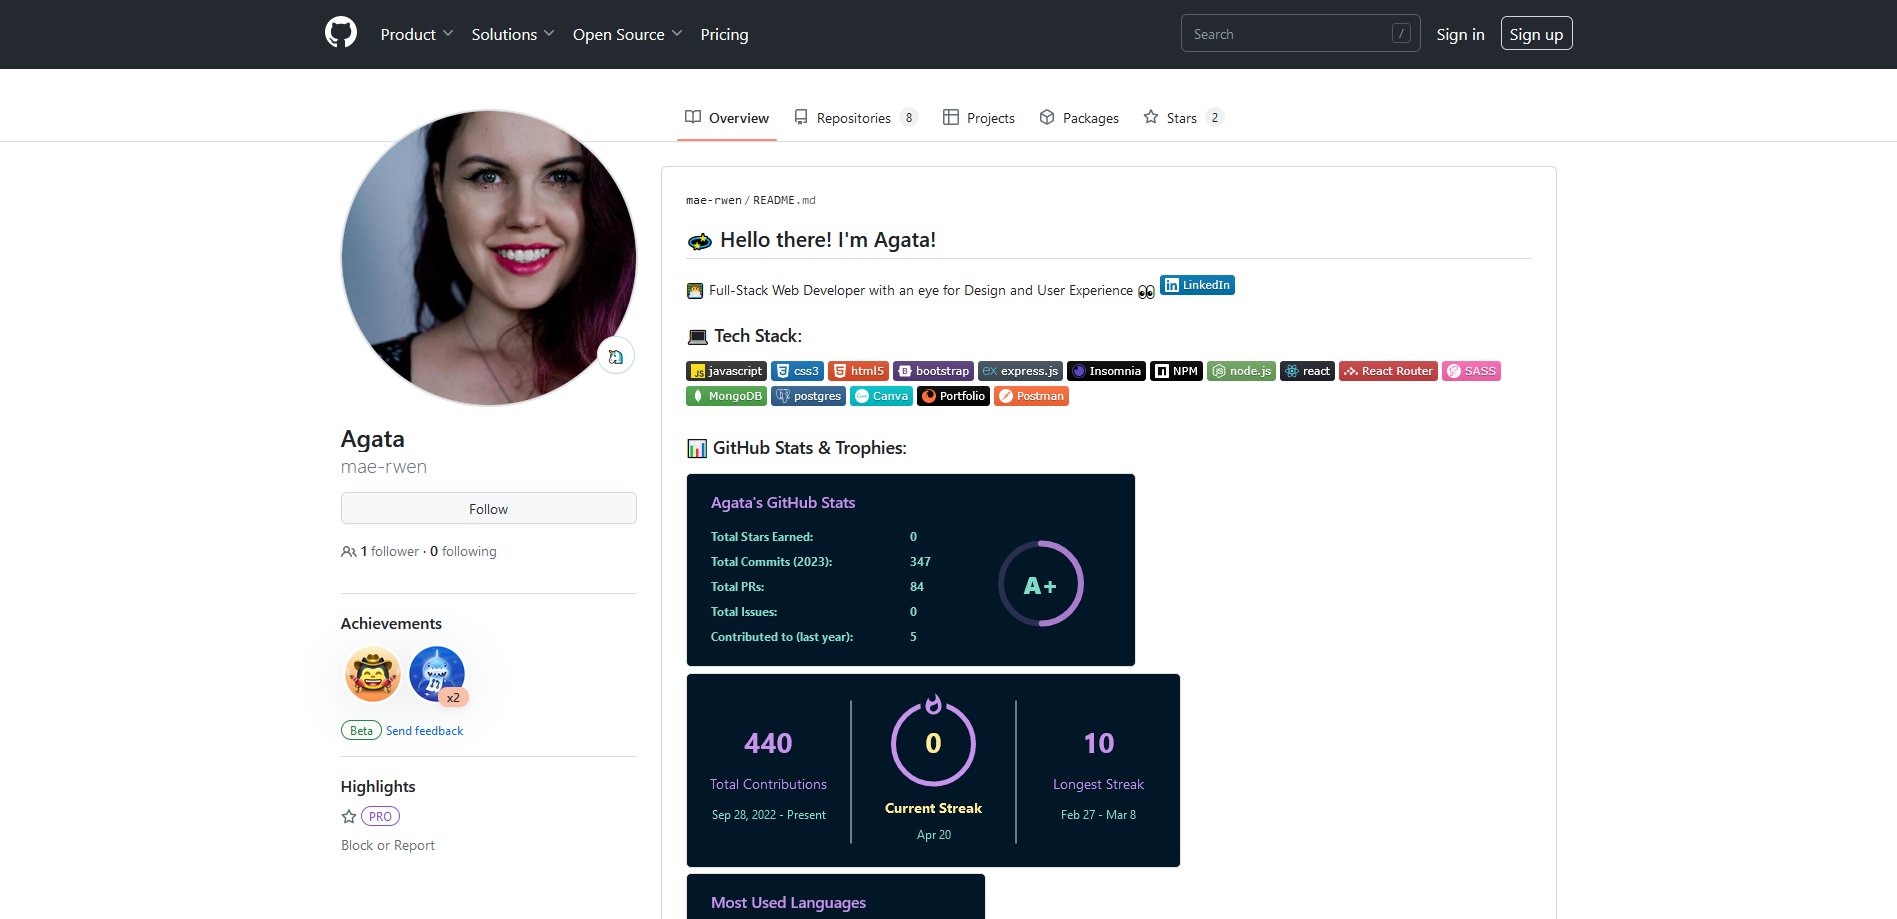 Product Solutions Open Source Pricing Search / Sign in Sign up
Overview Repositories 8 Projects Packages Stars 2
Agata
mae-rwen
Follow
1 follower · 0 following
Achievements
x2
Beta Send feedback
Highlights
PRO
Block or Report
mae-rwen / README.md
Hello there! I'm Agata!
Full-Stack Web Developer with an eye for Design and User Experience LinkedIn
Tech Stack:
JS javascript css3 html5 bootstrap ex express.js Insomnia NPM node.js react React Router SASS
MongoDB postgres Canva Portfolio Postman
GitHub Stats & Trophies:
Agata's GitHub Stats
Total Stars Earned: 0
Total Commits (2023): 347
Total PRs: 84
Total Issues: 0
Contributed to (last year): 5
A+
440
Total Contributions
Sep 28, 2022 - Present
0
Current Streak
Apr 20
10
Longest Streak
Feb 27 - Mar 8
Most Used Languages